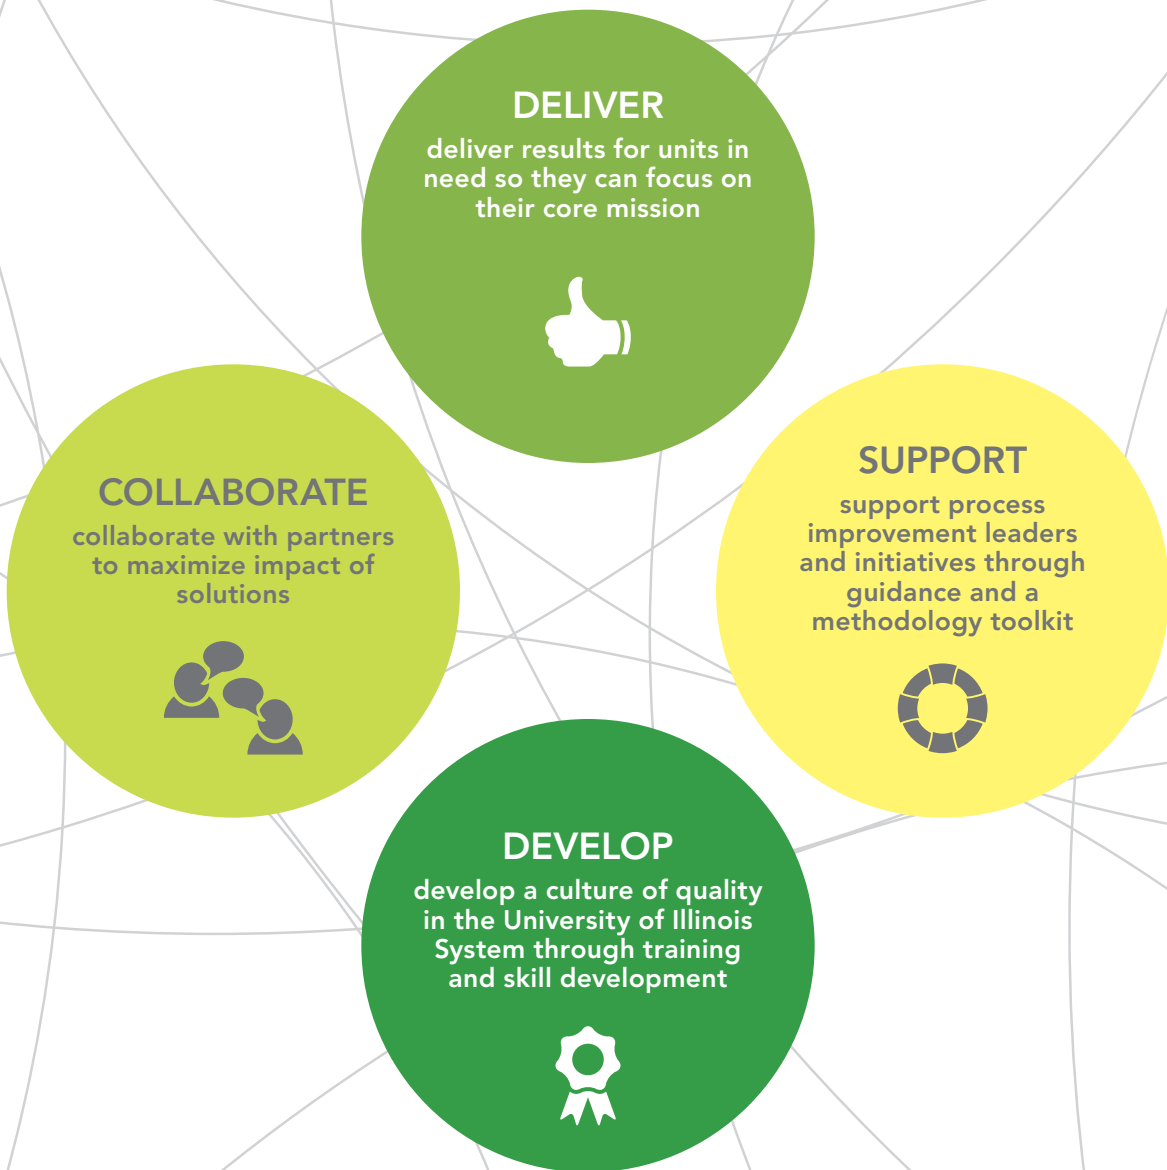 DELIVER
deliver results for units in
need so they can focus on
their core mission
COLLABORATE
collaborate with partners
to maximize impact of
solutions
SUPPORT
support process
improvement leaders
and initiatives through
guidance and a
methodology toolkit
DEVELOP
develop a culture of quality
in the University of Illinois
System through training
and skill development